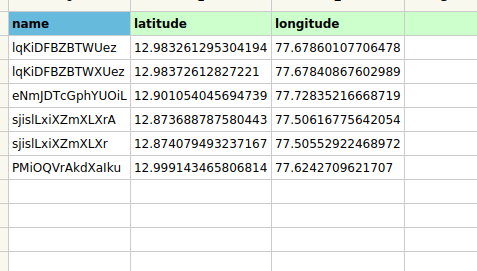 name latitude longitude
lqKiDFBZBTWUez 12.983261295304194 77.67860107706478
lqKiDFBZBTWXUez 12.98372612827221 77.67840867602989
eNmJDTcGphYUOiL 12.901054045694739 77.72835216668719
sjislLxiXZmXLXrA 12.873688787580443 77.50616775642054
sjislLxiXZmXLXr 12.874079493237167 77.50552922468972
PMiOQVrAkdXaIku 12.999143465806814 77.6242709621707